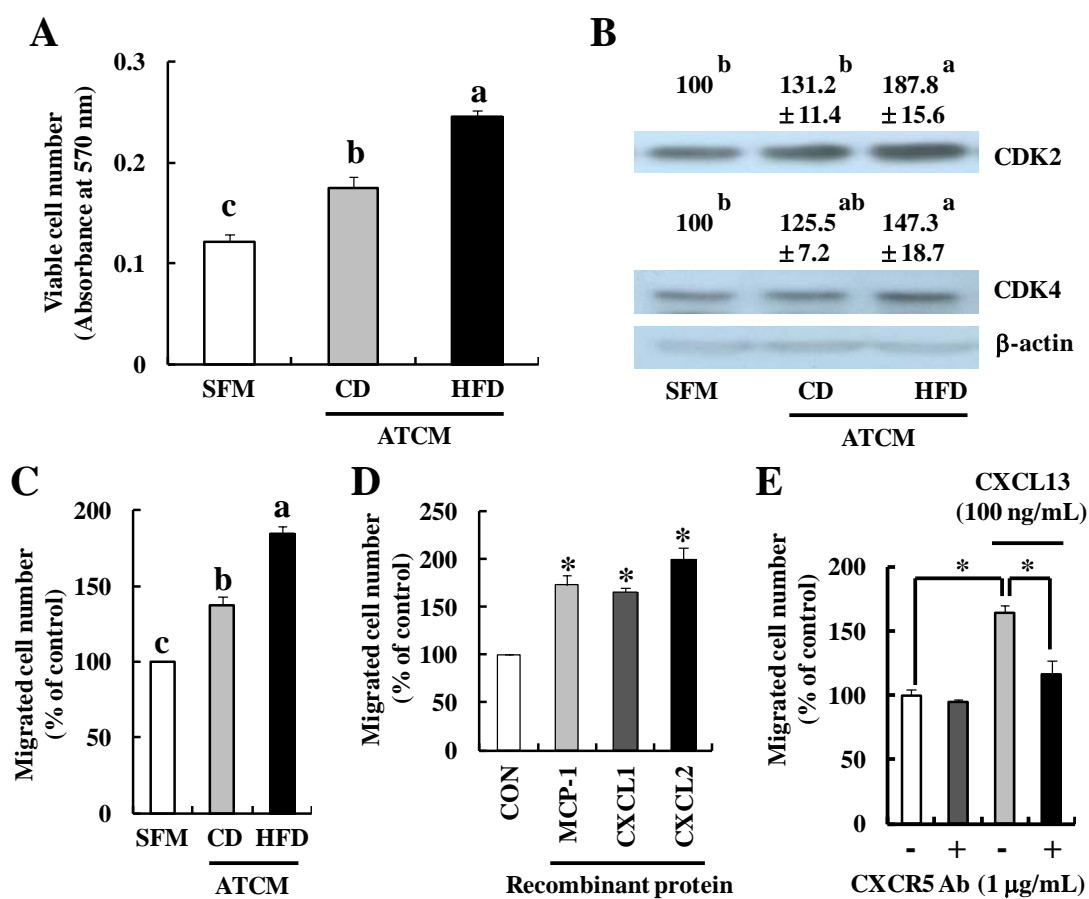 A
Viable cell number
(Absorbance at 570 nm)
0.3
0.2
0.1
0
c
b
a
SFM
CD
HFD
ATCM
B
100 b
131.2 b
± 11.4
187.8 a
± 15.6
CDK2
100 b
125.5 ab
± 7.2
147.3 a
± 18.7
CDK4
β-actin
SFM
CD
HFD
ATCM
C
Migrated cell number
(% of control)
200
150
100
50
0
c
b
a
SFM
CD
HFD
ATCM
D
Migrated cell number
(% of control)
250
200
150
100
50
0
*
*
*
CON
MCP-1
CXCL1
CXCL2
Recombinant protein
E
CXCL13
(100 ng/mL)
Migrated cell number
(% of control)
200
150
100
50
0
*
*
- + - +
CXCR5 Ab (1 μg/mL)